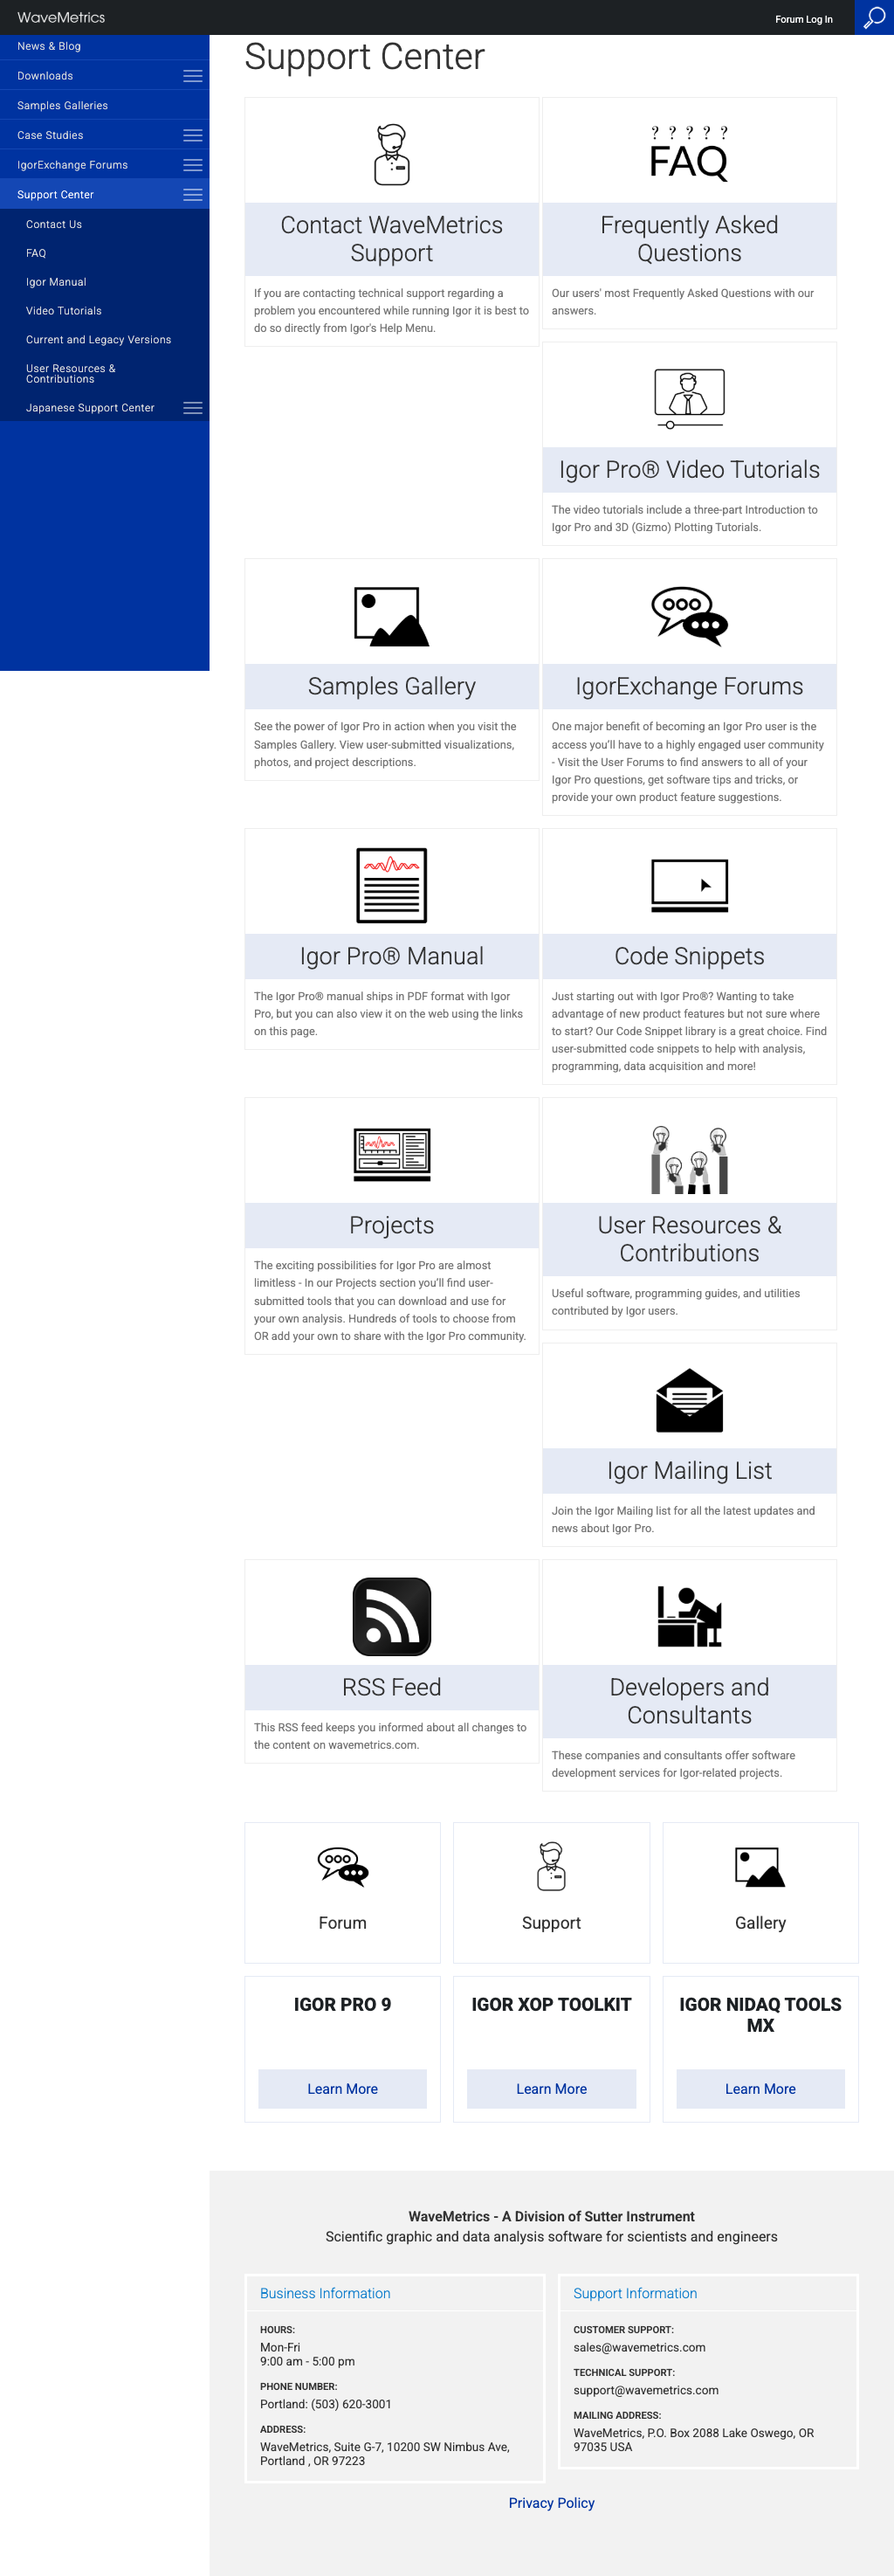 WaveMetrics
Forum Log In
News & Blog
Downloads
Samples Galleries
Case Studies
IgorExchange Forums
Support Center
Contact Us
FAQ
Igor Manual
Video Tutorials
Current and Legacy Versions
User Resources &
Contributions
Japanese Support Center
Support Center
Contact WaveMetrics
Support
If you are contacting technical support regarding a
problem you encountered while running Igor it is best to
do so directly from Igor's Help Menu.
? ? ? ? ?
FAQ
Frequently Asked
Questions
Our users' most Frequently Asked Questions with our
answers.
Igor Pro® Video Tutorials
The video tutorials include a three-part Introduction to
Igor Pro and 3D (Gizmo) Plotting Tutorials.
Samples Gallery
See the power of Igor Pro in action when you visit the
Samples Gallery. View user-submitted visualizations,
photos, and project descriptions.
IgorExchange Forums
One major benefit of becoming an Igor Pro user is the
access you'll have to a highly engaged user community
- Visit the User Forums to find answers to all of your
Igor Pro questions, get software tips and tricks, or
provide your own product feature suggestions.
Igor Pro® Manual
The Igor Pro® manual ships in PDF format with Igor
Pro, but you can also view it on the web using the links
on this page.
Code Snippets
Just starting out with Igor Pro®? Wanting to take
advantage of new product features but not sure where
to start? Our Code Snippet library is a great choice. Find
user-submitted code snippets to help with analysis,
programming, data acquisition and more!
Projects
The exciting possibilities for Igor Pro are almost
limitless - In our Projects section you'll find user-
submitted tools that you can download and use for
your own analysis. Hundreds of tools to choose from
OR add your own to share with the Igor Pro community.
User Resources &
Contributions
Useful software, programming guides, and utilities
contributed by Igor users.
Igor Mailing List
Join the Igor Mailing list for all the latest updates and
news about Igor Pro.
RSS Feed
This RSS feed keeps you informed about all changes to
the content on wavemetrics.com.
Developers and
Consultants
These companies and consultants offer software
development services for Igor-related projects.
Forum
Support
Gallery
IGOR PRO 9
Learn More
IGOR XOP TOOLKIT
Learn More
IGOR NIDAQ TOOLS
MX
Learn More
WaveMetrics - A Division of Sutter Instrument
Scientific graphic and data analysis software for scientists and engineers
Business Information
HOURS:
Mon-Fri
9:00 am - 5:00 pm
PHONE NUMBER:
Portland: (503) 620-3001
ADDRESS:
WaveMetrics, Suite G-7, 10200 SW Nimbus Ave,
Portland , OR 97223
Support Information
CUSTOMER SUPPORT:
sales@wavemetrics.com
TECHNICAL SUPPORT:
support@wavemetrics.com
MAILING ADDRESS:
WaveMetrics, P.O. Box 2088 Lake Oswego, OR
97035 USA
Privacy Policy